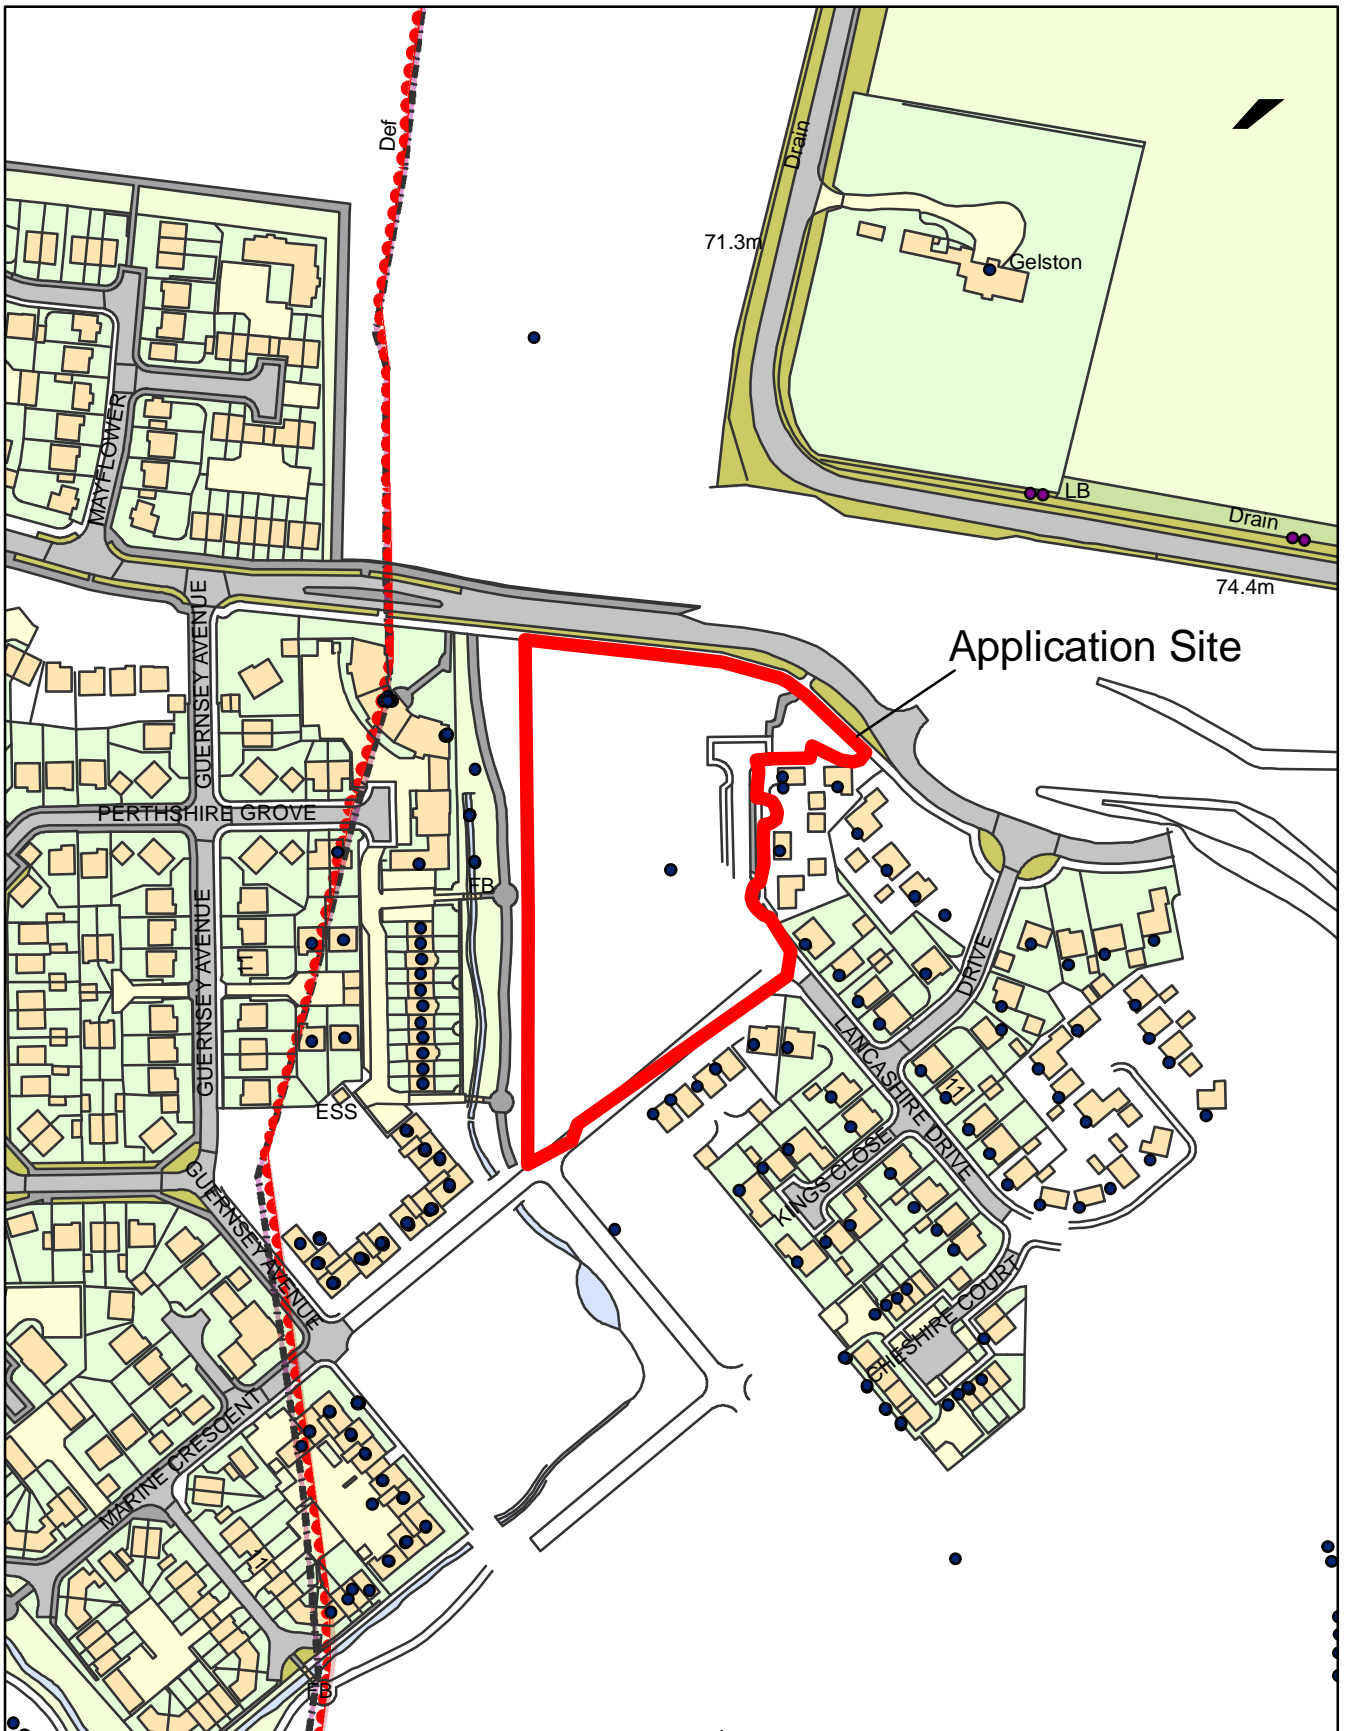 Def
Drain
71.3m
Gelston
MAYFLOWER
LB
Drain
74.4m
GUERNSEY AVENUE
Application Site
PERTHSHIRE GROVE
FB
GUERNSEY AVENUE
11
DRIVE
LANCASHIRE DRIVE
11
ESS
KINGS CLOSE
GUERNSEY AVENUE
CHESHIRE COURT
MARINE CRESCENT
11
FB